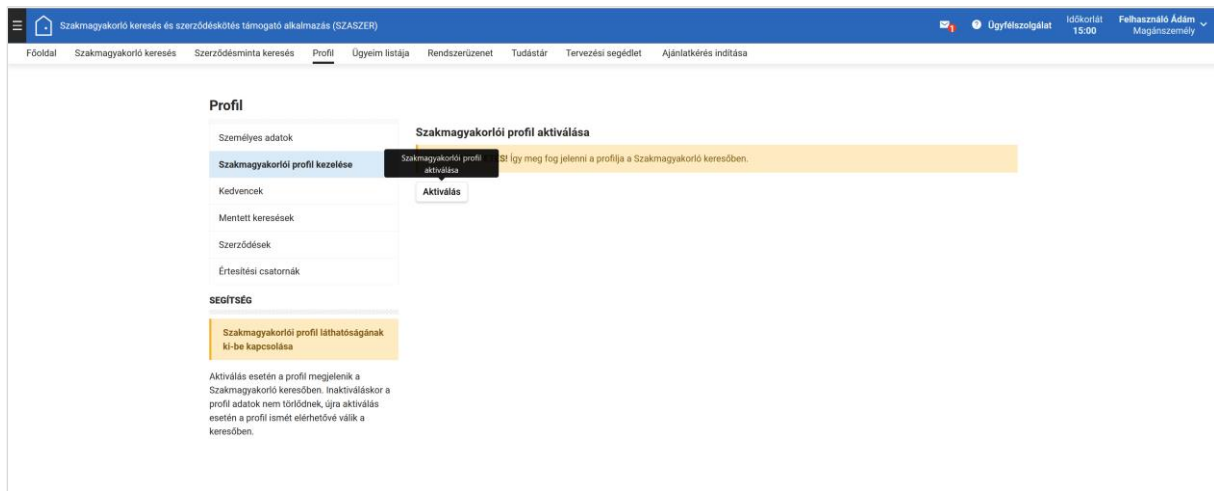 Szakmagyakorló keresés és szerződéskötés támogató alkalmazás (SZASZER)
1
Ügyfélszolgálat
Időkorlát
15:00
Felhasználó Ádám
Magánszemély
Főoldal Szakmagyakorló keresés Szerződésminta keresés Profil Ügyeim listája Rendszerüzenet Tudástár Tervezési segédlet Ajánlatkérés indítása
Profil
Személyes adatok
Szakmagyakorlói profil kezelése
Kedvencek
Mentett keresések
Szerződések
Értesítési csatornák
SEGÍTSÉG
Szakmagyakorlói profil láthatóságának
ki-be kapcsolása
Aktiválás esetén a profil megjelenik a
Szakmagyakorló keresőben. Inaktiváláskor a
profil adatok nem törlődnek, újra aktiválás
esetén a profil ismét elérhetővé válik a
keresőben.
Szakmagyakorlói profil aktiválása
Így meg fog jelenni a profilja a Szakmagyakorló keresőben.
Szakmagyakorlói profil
aktiválása
Aktiválás